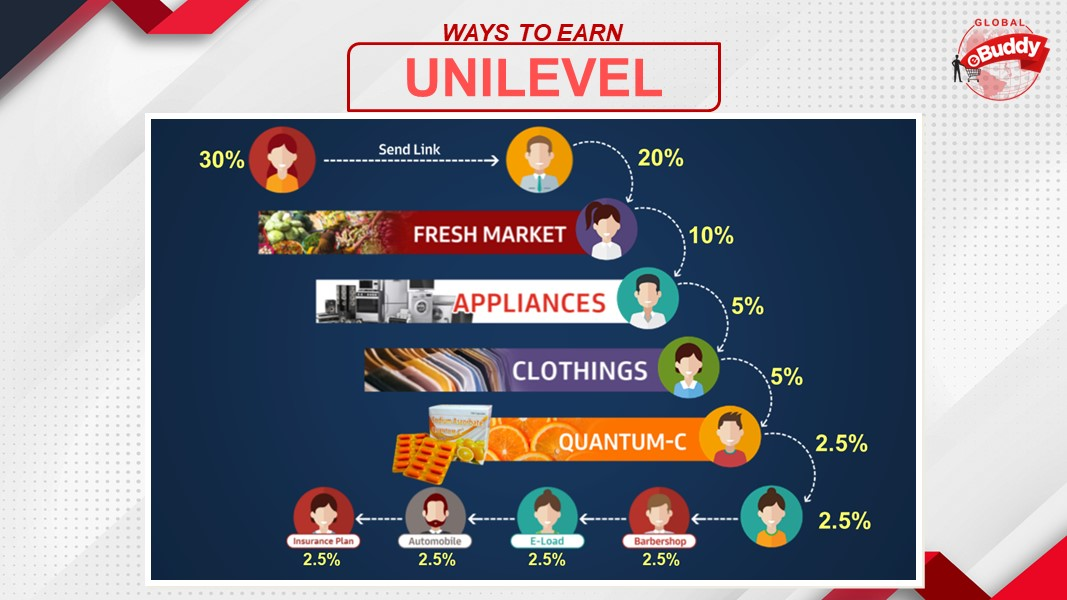 WAYS TO EARN
UNILEVEL
GLOBAL
eBuddy
30%
Send Link
20%
FRESH MARKET
10%
APPLIANCES
5%
CLOTHINGS
5%
QUANTUM-C
2.5%
2.5%
Insurance Plan
Automobile
E-Load
Barbershop
2.5%
2.5%
2.5%
2.5%